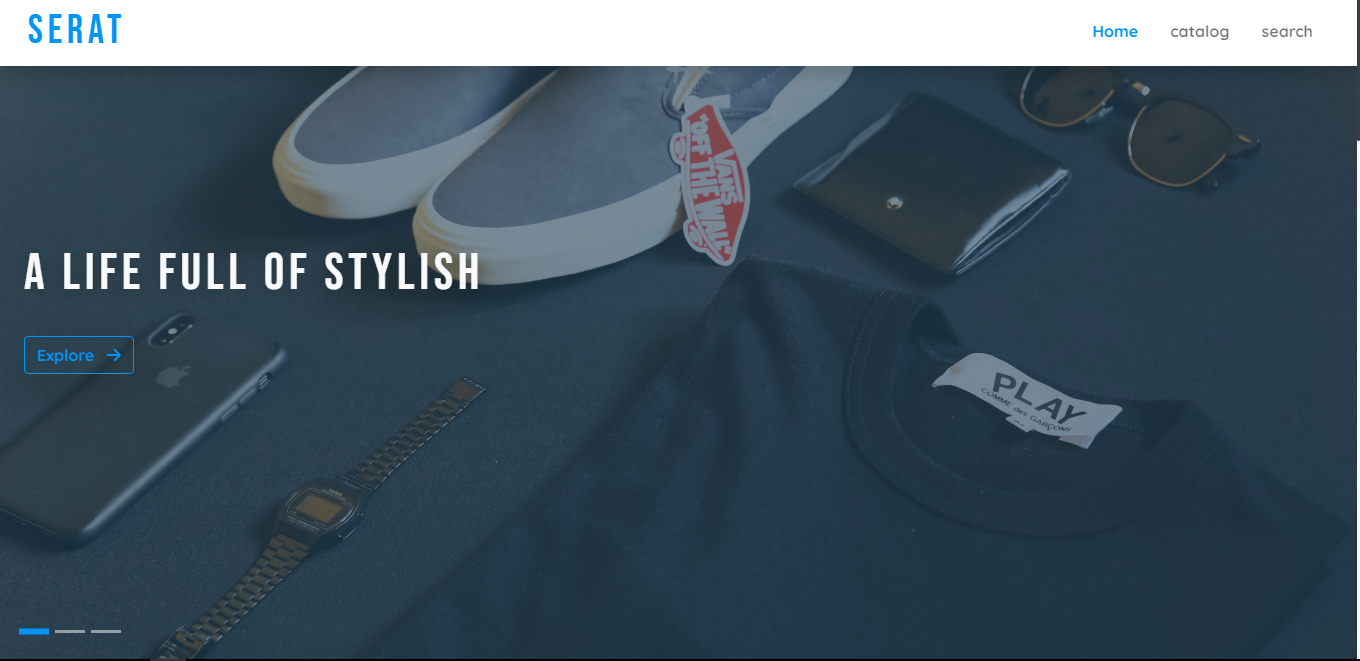 SERAT
Home catalog search
A LIFE FULL OF STYLISH
Explore
VANS
"OFF THE WALL"
PLAY
COMME des GARÇONS